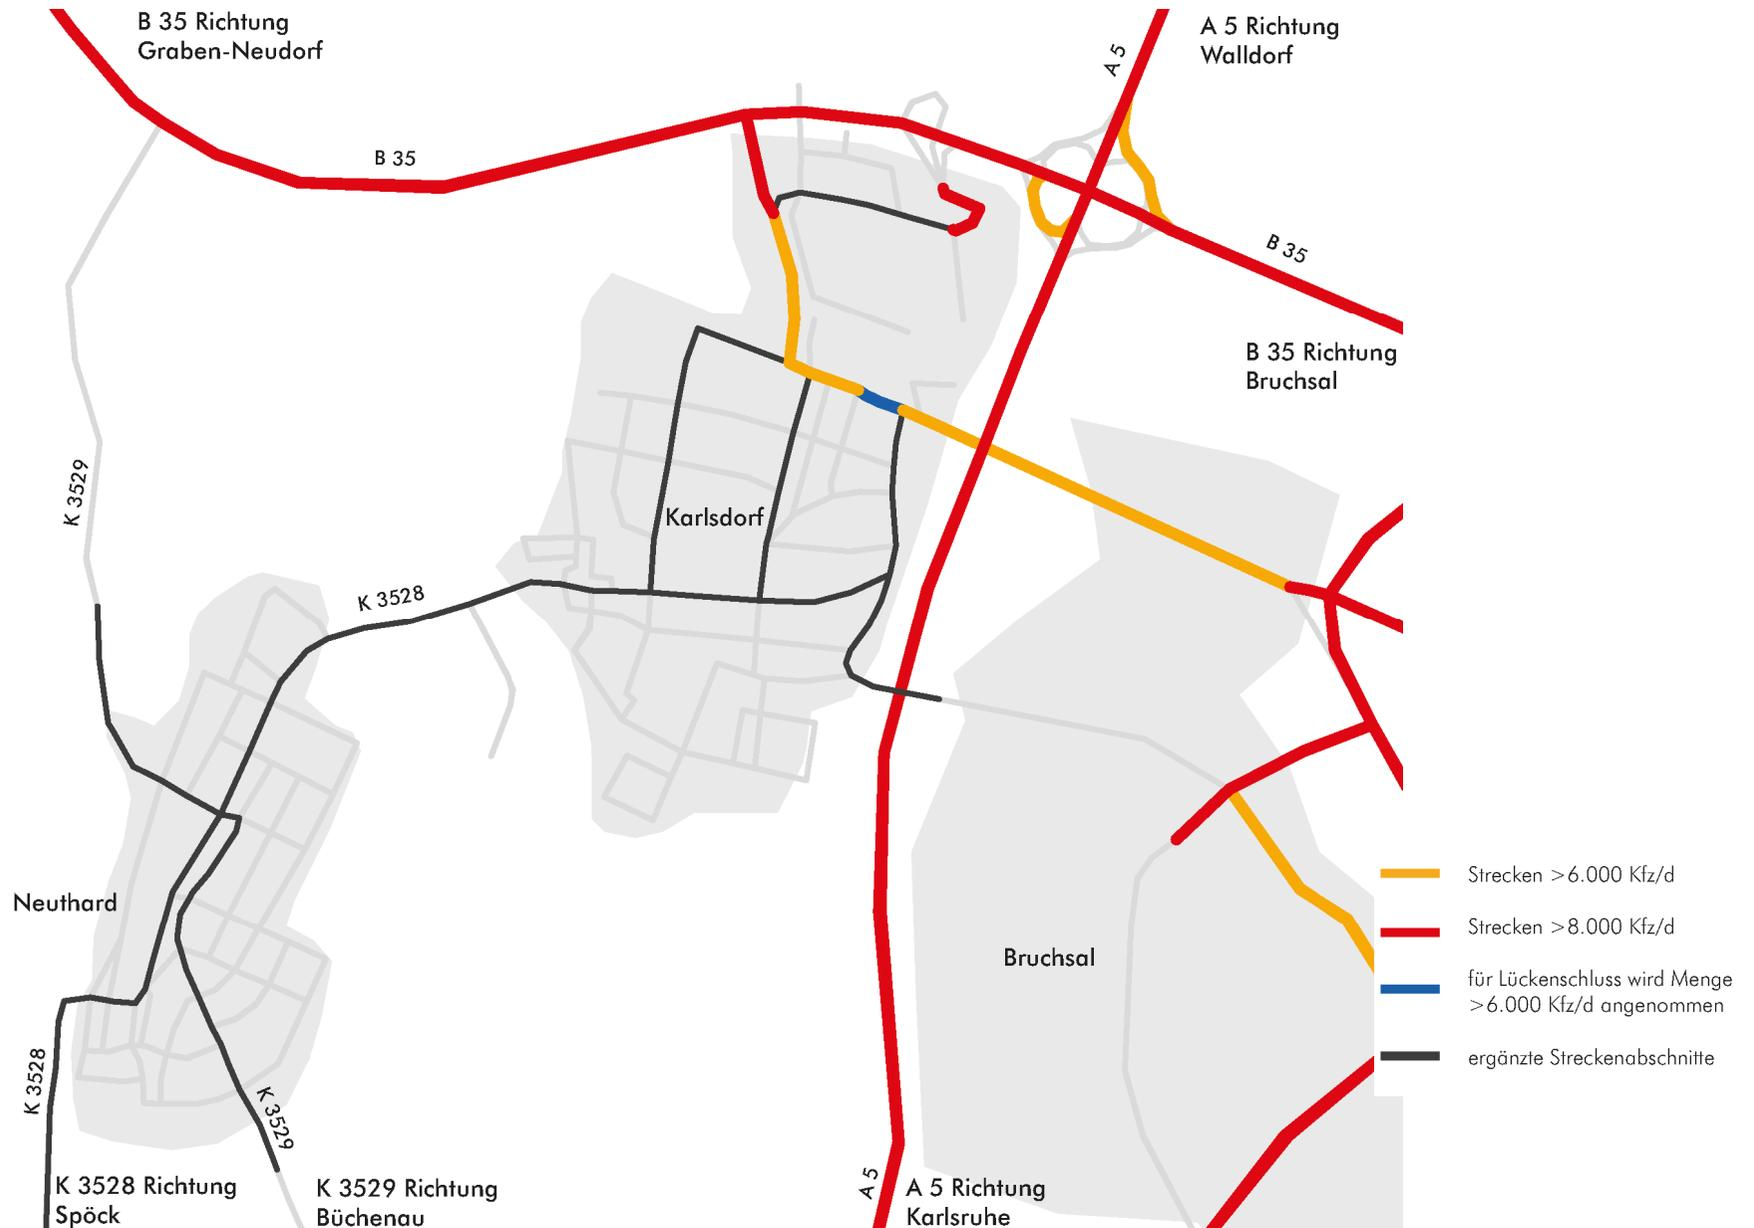 B 35 Richtung
Graben-Neudorf
A 5 Richtung
Walldorf
A 5
B 35
B 35
B 35 Richtung
Bruchsal
K 3529
Karlsdorf
K 3528
Neuthard
Bruchsal
Strecken >6.000 Kfz/d
Strecken >8.000 Kfz/d
für Lückenschluss wird Menge
>6.000 Kfz/d angenommen
ergänzte Streckenabschnitte
K 3528
K 3529
K 3528 Richtung
Spöck
K 3529 Richtung
Büchenau
A 5
A 5 Richtung
Karlsruhe